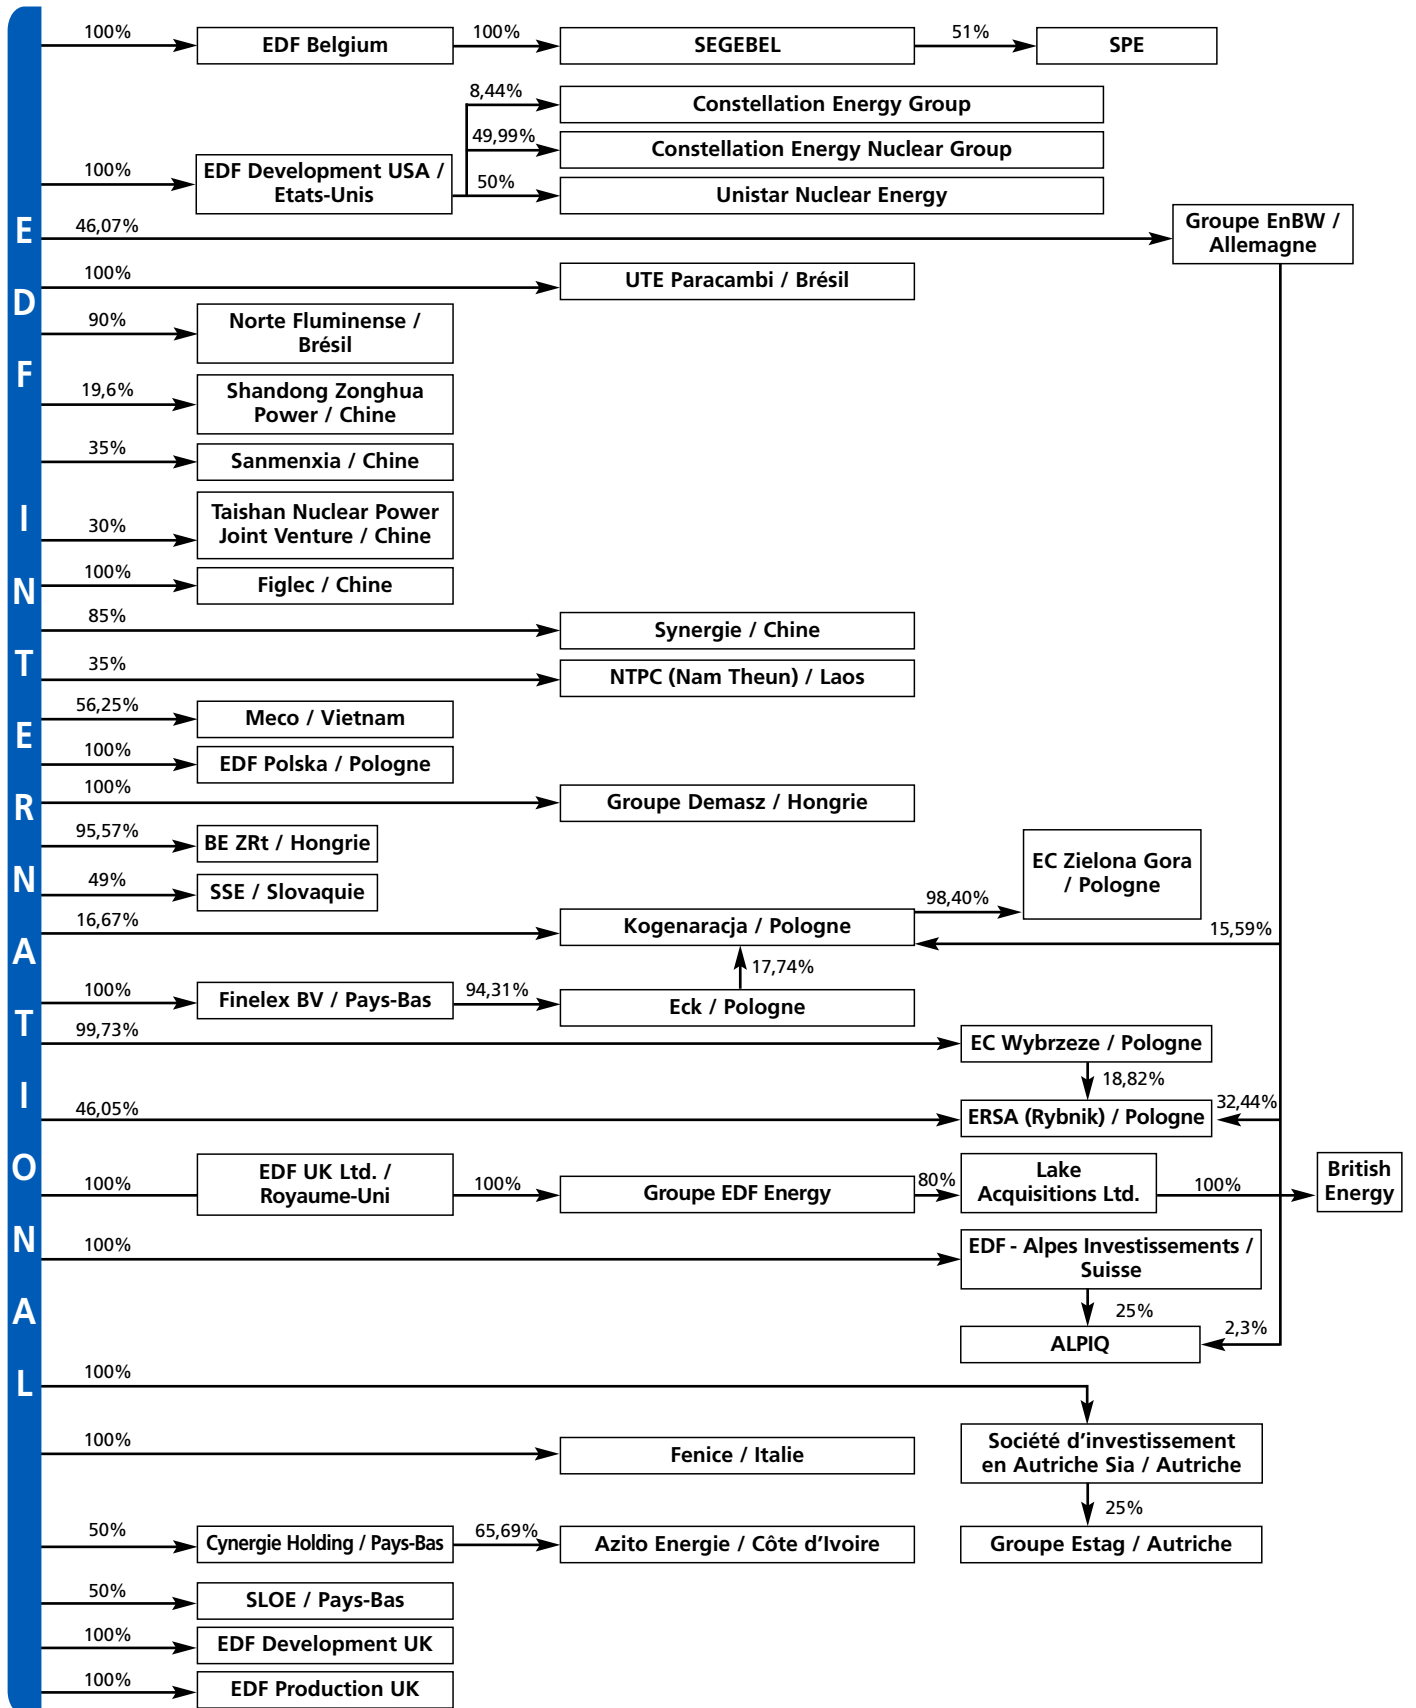 EDF INTERNATIONAL
100%
EDF Belgium
100%
SEGEBEL
51%
SPE
8,44%
Constellation Energy Group
49,99%
Constellation Energy Nuclear Group
100%
EDF Development USA /
Etats-Unis
50%
Unistar Nuclear Energy
46,07%
Groupe EnBW /
Allemagne
100%
UTE Paracambi / Brésil
90%
Norte Fluminense /
Brésil
19,6%
Shandong Zonghua
Power / Chine
35%
Sanmenxia / Chine
30%
Taishan Nuclear Power
Joint Venture / Chine
100%
Figlec / Chine
85%
Synergie / Chine
35%
NTPC (Nam Theun) / Laos
56,25%
Meco / Vietnam
100%
EDF Polska / Pologne
100%
Groupe Demasz / Hongrie
95,57%
BE ZRt / Hongrie
49%
SSE / Slovaquie
EC Zielona Gora
/ Pologne
98,40%
16,67%
Kogenaracja / Pologne
15,59%
17,74%
100%
Finelex BV / Pays-Bas
94,31%
Eck / Pologne
99,73%
EC Wybrzeze / Pologne
18,82%
46,05%
ERSA (Rybnik) / Pologne
32,44%
100%
EDF UK Ltd. /
Royaume-Uni
100%
Groupe EDF Energy
80%
Lake
Acquisitions Ltd.
100%
British
Energy
100%
EDF - Alpes Investissements /
Suisse
25%
ALPIQ
2,3%
100%
Société d'investissement
en Autriche Sia / Autriche
100%
Fenice / Italie
25%
Groupe Estag / Autriche
50%
Cynergie Holding / Pays-Bas
65,69%
Azito Energie / Côte d'Ivoire
50%
SLOE / Pays-Bas
100%
EDF Development UK
100%
EDF Production UK